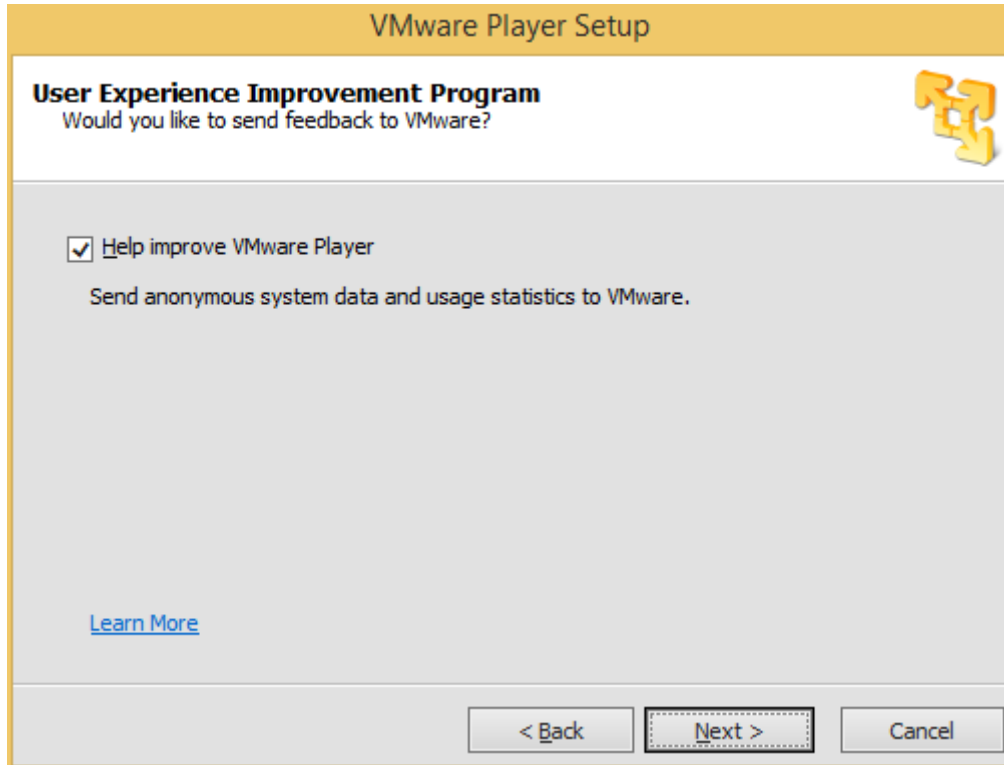 VMware Player Setup
User Experience Improvement Program
Would you like to send feedback to VMware?
Help improve VMware Player
Send anonymous system data and usage statistics to VMware.
Learn More
< Back Next > Cancel